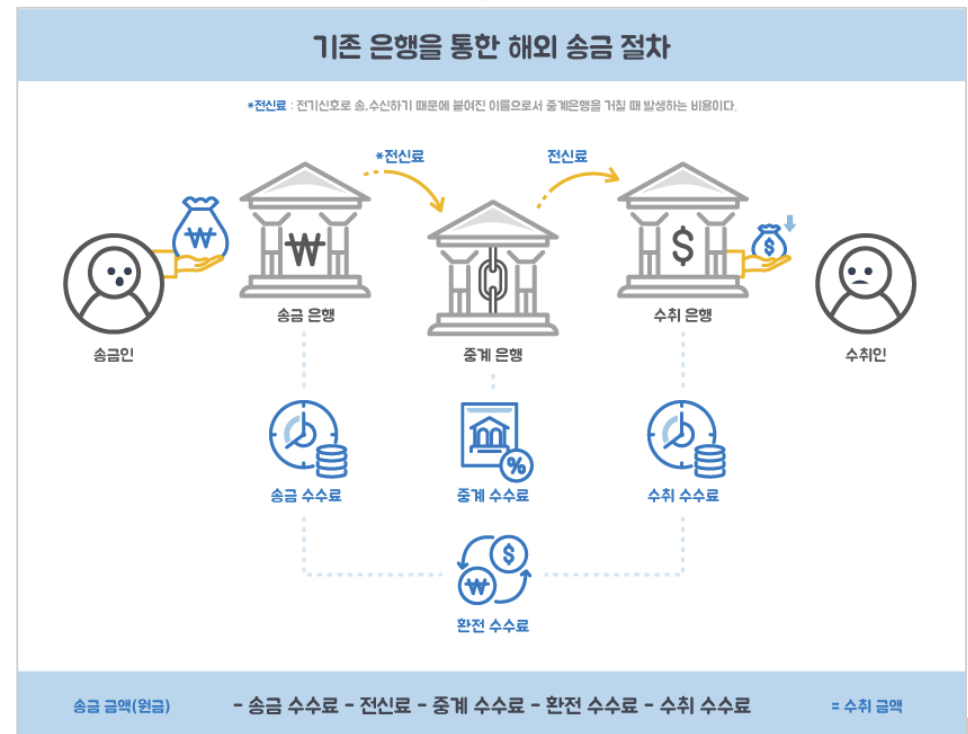 기존 은행을 통한 해외 송금 절차
*전신료 : 전기신호로 송,수신하기 때문에 붙여진 이름으로서 중계은행을 거칠 때 발생하는 비용이다.
*전신료 전신료
송금 은행 수취 은행
송금인 중계 은행 수취인
송금 수수료 중계 수수료 수취 수수료
환전 수수료
송금 금액(원금) - 송금 수수료 - 전신료 - 중계 수수료 - 환전 수수료 - 수취 수수료 = 수취 금액